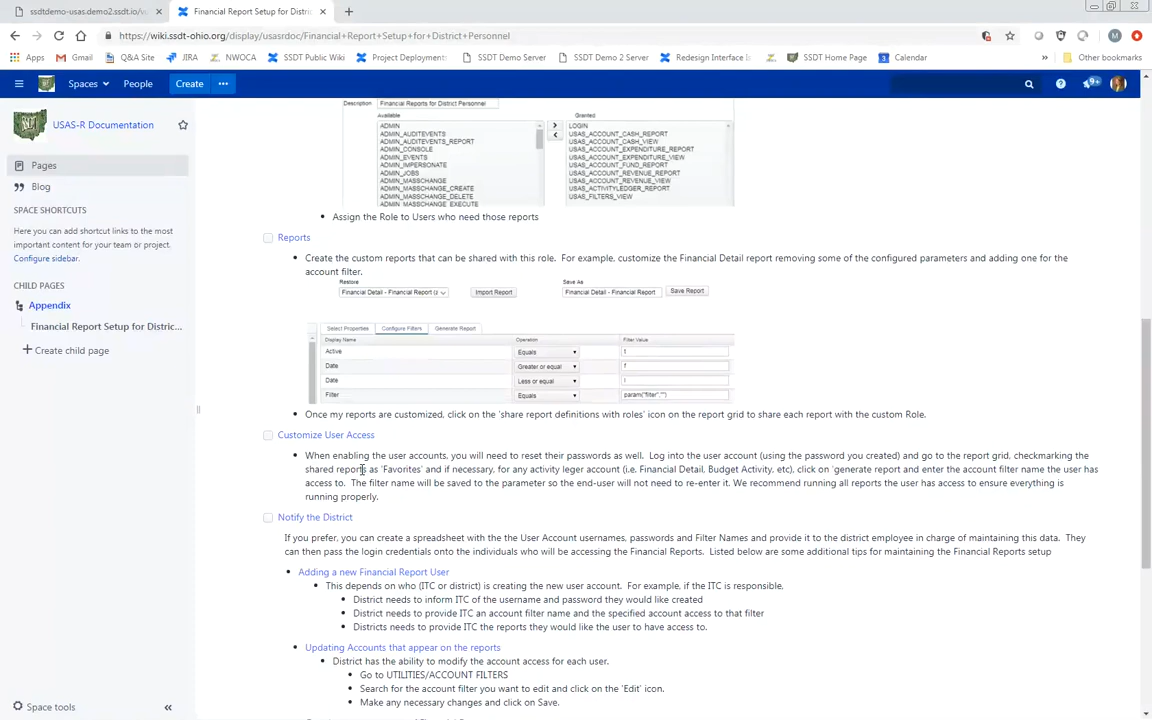 ssdtdemo-usas.demo2.ssdt.io/v
Financial Report Setup for Distric
https://wiki.ssdt-ohio.org/display/usasrdoc/Financial+Report+Setup+for+District+Personnel
Apps Gmail Q&A Site JIRA NWOCA SSDT Public Wiki Project Deployment SSDT Demo Server SSDT Demo 2 Server Redesign Interface SSDT Home Page Calendar Other bookmarks
Spaces People Create 9+
USAS-R Documentation
Pages
Blog
SPACE SHORTCUTS
Here you can add shortcut links to the most
important content for your team or project.
Configure sidebar.
CHILD PAGES
Appendix
Financial Report Setup for Distric...
Create child page
Space tools
Description Financial Reports for District Personnel
Available Granted
ADMIN LOGIN
ADMIN_AUDITEVENTS USAS_ACCOUNT_CASH_REPORT
ADMIN_AUDITEVENTS_REPORT USAS_ACCOUNT_CASH_VIEW
ADMIN_CONSOLE USAS_ACCOUNT_EXPENDITURE_REPORT
ADMIN_EVENTS USAS_ACCOUNT_EXPENDITURE_VIEW
ADMIN_IMPERSONATE USAS_ACCOUNT_FUND_REPORT
ADMIN_JOBS USAS_ACCOUNT_REVENUE_REPORT
ADMIN_MASSCHANGE USAS_ACCOUNT_REVENUE_VIEW
ADMIN_MASSCHANGE_CREATE USAS_ACTIVITYLEDGER_REPORT
ADMIN_MASSCHANGE_DELETE USAS_FILTERS_VIEW
ADMIN_MASSCHANGE_EXECUTE
• Assign the Role to Users who need those reports
Reports
• Create the custom reports that can be shared with this role. For example, customize the Financial Detail report removing some of the configured parameters and adding one for the
account filter.
Restore Save As
Financial Detail - Financial Report Import Report Financial Detail - Financial Report Save Report
Select Properties Configure Filters Generate Report
Display Name Operation Filter Value
Active Equals t
Date Greater or equal f
Date Less or equal
Filter Equals param("filter","")
• Once my reports are customized, click on the 'share report definitions with roles' icon on the report grid to share each report with the custom Role.
Customize User Access
• When enabling the user accounts, you will need to reset their passwords as well. Log into the user account (using the password you created) and go to the report grid, checkmarking the
shared reports as 'Favorites' and if necessary, for any activity leger account (i.e. Financial Detail, Budget Activity, etc), click on 'generate report and enter the account filter name the user has
access to. The filter name will be saved to the parameter so the end-user will not need to re-enter it. We recommend running all reports the user has access to ensure everything is
running properly.
Notify the District
If you prefer, you can create a spreadsheet with the the User Account usernames, passwords and Filter Names and provide it to the district employee in charge of maintaining this data. They
can then pass the login credentials onto the individuals who will be accessing the Financial Reports. Listed below are some additional tips for maintaining the Financial Reports setup
• Adding a new Financial Report User
• This depends on who (ITC or district) is creating the new user account. For example, if the ITC is responsible,
• District needs to inform ITC of the username and password they would like created
• District needs to provide ITC an account filter name and the specified account access to that filter
• Districts needs to provide ITC the reports they would like the user to have access to.
• Updating Accounts that appear on the reports
• District has the ability to modify the account access for each user.
• Go to UTILITIES/ACCOUNT FILTERS
• Search for the account filter you want to edit and click on the 'Edit' icon.
• Make any necessary changes and click on Save.